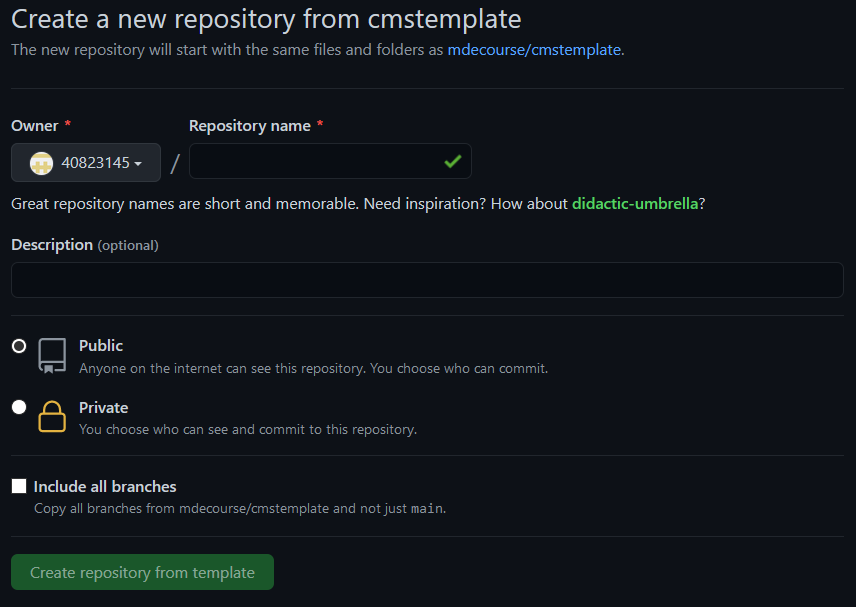 Create a new repository from cmstemplate
The new repository will start with the same files and folders as mdecourse/cmstemplate.
Owner * Repository name *
40823145 /
Great repository names are short and memorable. Need inspiration? How about didactic-umbrella?
Description (optional)
Public
Anyone on the internet can see this repository. You choose who can commit.
Private
You choose who can see and commit to this repository.
Include all branches
Copy all branches from mdecourse/cmstemplate and not just main.
Create repository from template